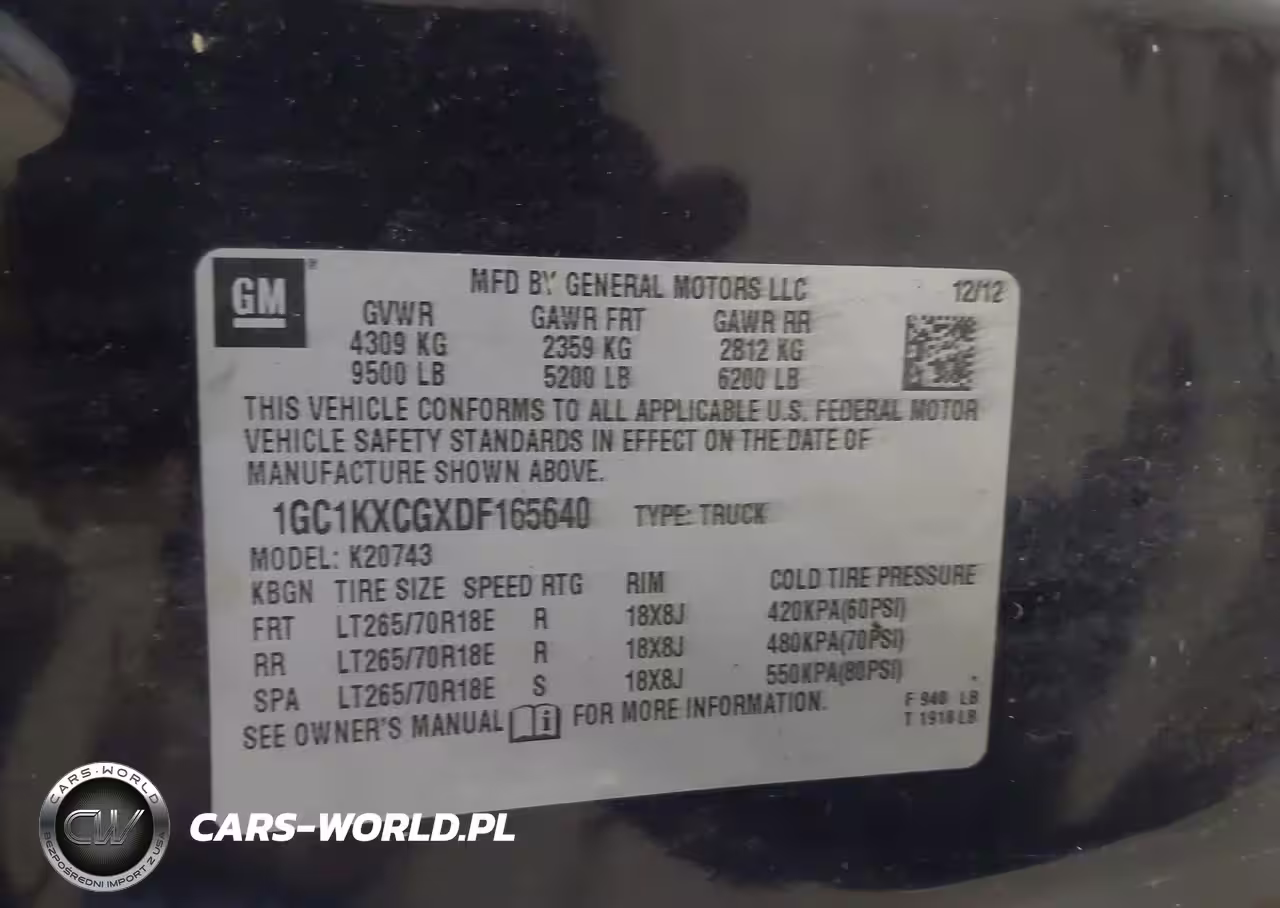 GM
MFD BY GENERAL MOTORS LLC 12/12
GVWR GAWR FRT GAWR RR
4309 KG 2359 KG 2812 KG
9500 LB 5200 LB 6200 LB
THIS VEHICLE CONFORMS TO ALL APPLICABLE U.S. FEDERAL MOTOR
VEHICLE SAFETY STANDARDS IN EFFECT ON THE DATE OF
MANUFACTURE SHOWN ABOVE.
1GC1KXCGXDF165640 TYPE: TRUCK
MODEL: K20743
KBGN TIRE SIZE SPEED RTG RIM COLD TIRE PRESSURE
FRT LT265/70R18E R 18X8J 420KPA(60PSI)
RR LT265/70R18E R 18X8J 480KPA(70PSI)
SPA LT265/70R18E S 18X8J 550KPA(80PSI)
SEE OWNER'S MANUAL FOR MORE INFORMATION.
F 940 LB
T 1910 LB
CARS-WORLD
CW
BEZPOŚREDNI IMPORT Z USA
CARS-WORLD.PL